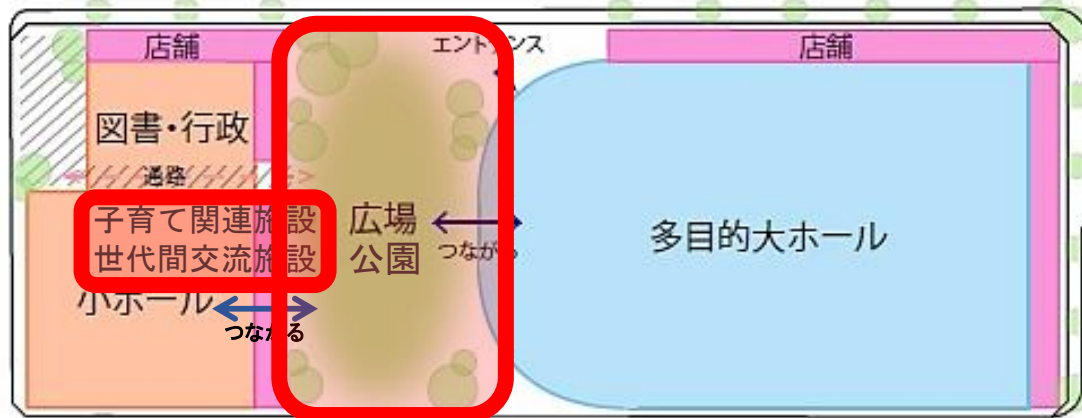 店舗
エントランス
店舗
図書・行政
通路
子育て関連施設
世代間交流施設
小ホール
つながる
広場
公園
つながる
多目的大ホール